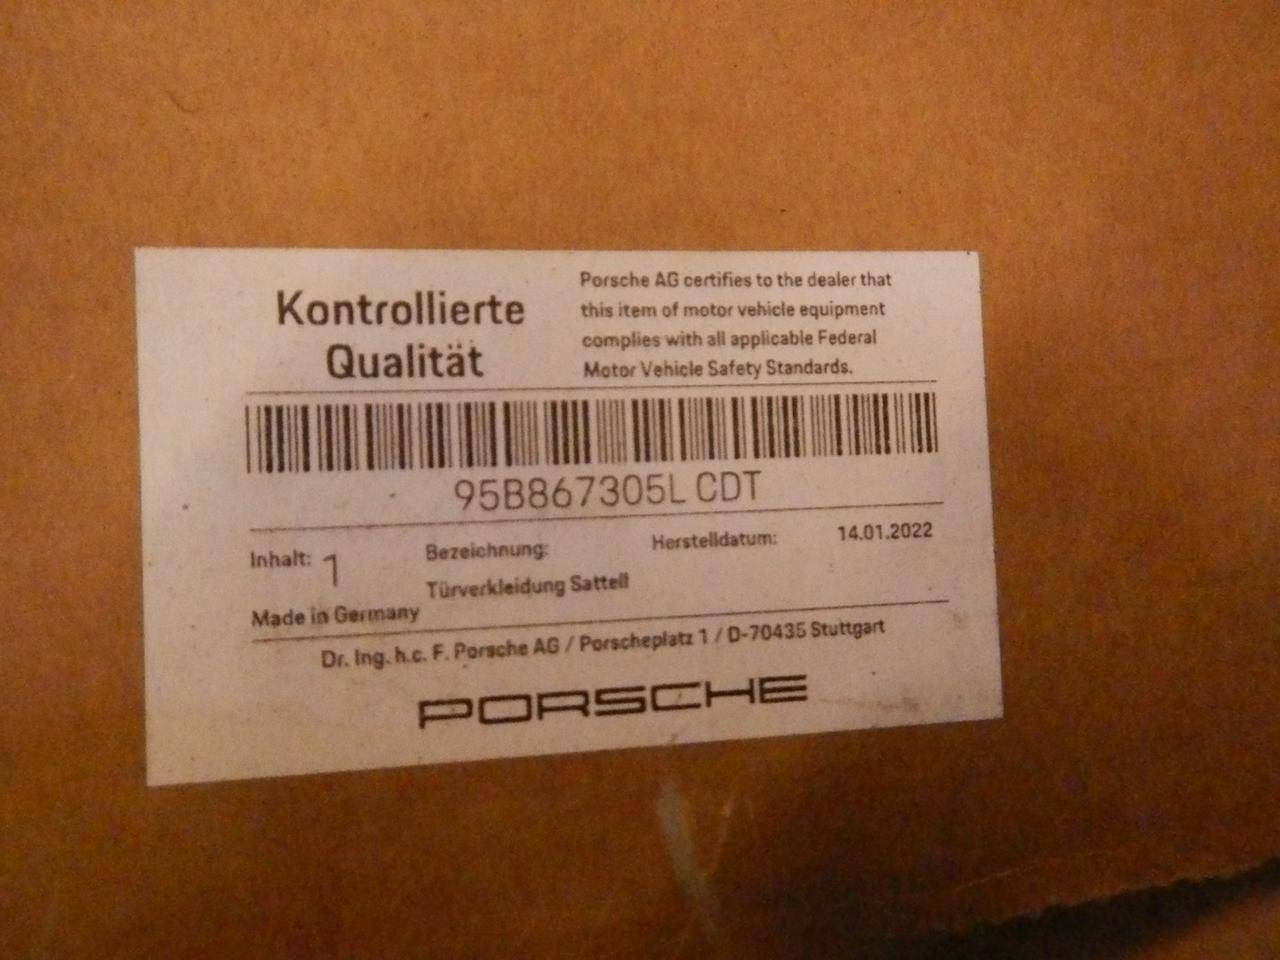 Kontrollierte
Qualität
Porsche AG certifies to the dealer that
this item of motor vehicle equipment
complies with all applicable Federal
Motor Vehicle Safety Standards.
95B867305L CDT
Inhalt: 1
Bezeichnung:
Herstelldatum: 14.01.2022
Türverkleidung Sattell
Made in Germany
Dr. Ing. h.c. F. Porsche AG / Porscheplatz 1 / D-70435 Stuttgart
PORSCHE